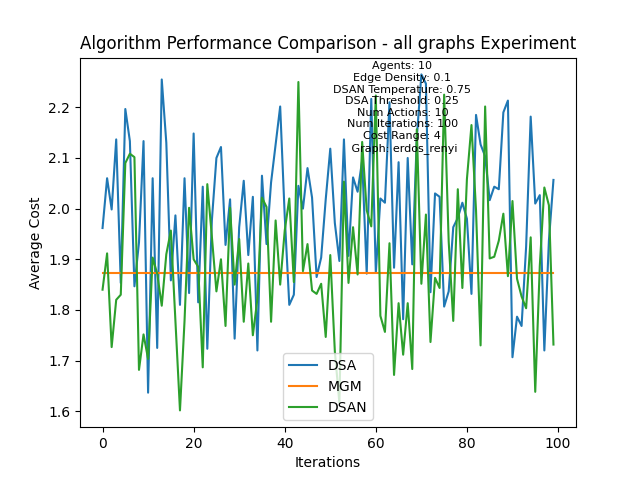 Algorithm Performance Comparison - all graphs Experiment
Agents: 10
Edge Density: 0.1
DSAN Temperature: 0.75
DSA Threshold: 0.25
Num Actions: 10
Num Iterations: 100
Cost Range: 4
Graph: erdos_renyi
Average Cost
2.2
2.1
2.0
1.9
1.8
1.7
1.6
DSA
MGM
DSAN
0 20 40 60 80 100
Iterations